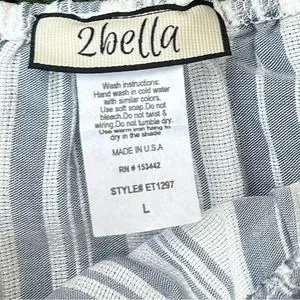 2bella
Wash instructions:
Hand wash in cold water
with similar colors.
Use soft soap.Do not
bleach.Do not twist &
wiring.Do not tumble dry.
Use warm iron hang to
dry in the shade
MADE IN U.S.A
RN # 153442
STYLE# ET1297
L